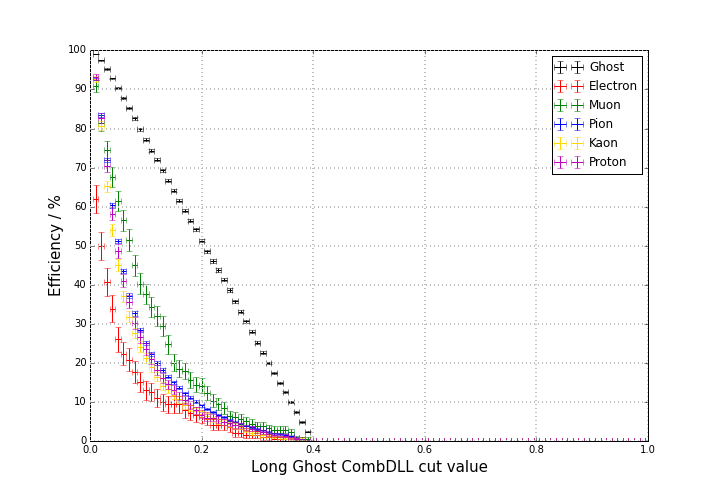 100
90
80
70
60
50
40
30
20
10
0
Efficiency / %
0.0
0.2
0.4
0.6
0.8
1.0
Long Ghost CombDLL cut value
Ghost
Electron
Muon
Pion
Kaon
Proton